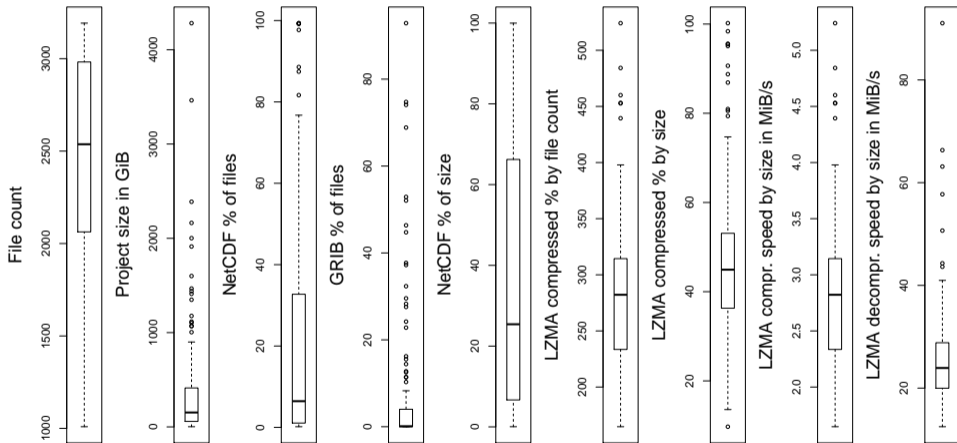 File count
1000 1500 2000 2500 3000
Project size in GiB
0 1000 2000 3000 4000
NetCDF % of files
0 20 40 60 80 100
GRIB % of files
0 20 40 60 80
NetCDF % of size
0 20 40 60 80 100
LZMA compressed % by file count
200 250 300 350 400 450 500
LZMA compressed % by size
20 40 60 80 100
LZMA compr. speed by size in MiB/s
2.0 2.5 3.0 3.5 4.0 4.5 5.0
LZMA decompr. speed by size in MiB/s
20 40 60 80